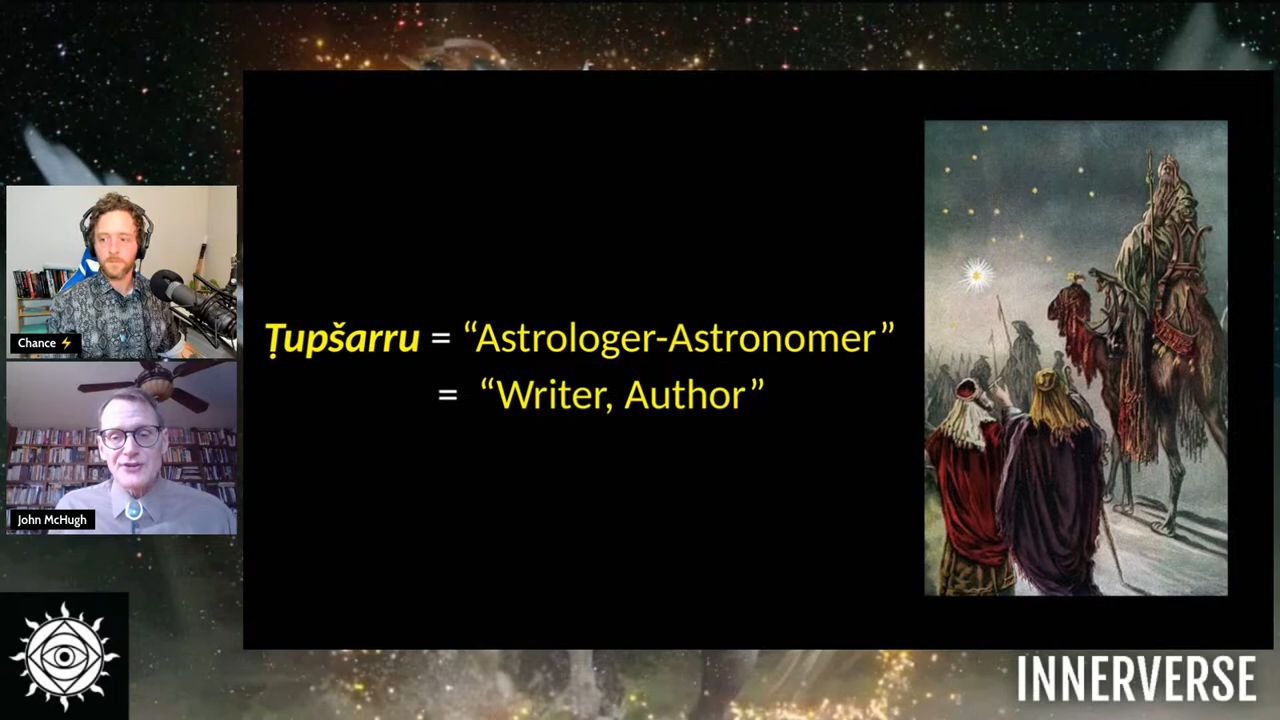 Ṭupšarru = “Astrologer-Astronomer”
= “Writer, Author”
Chance
John McHugh
INNERVERSE